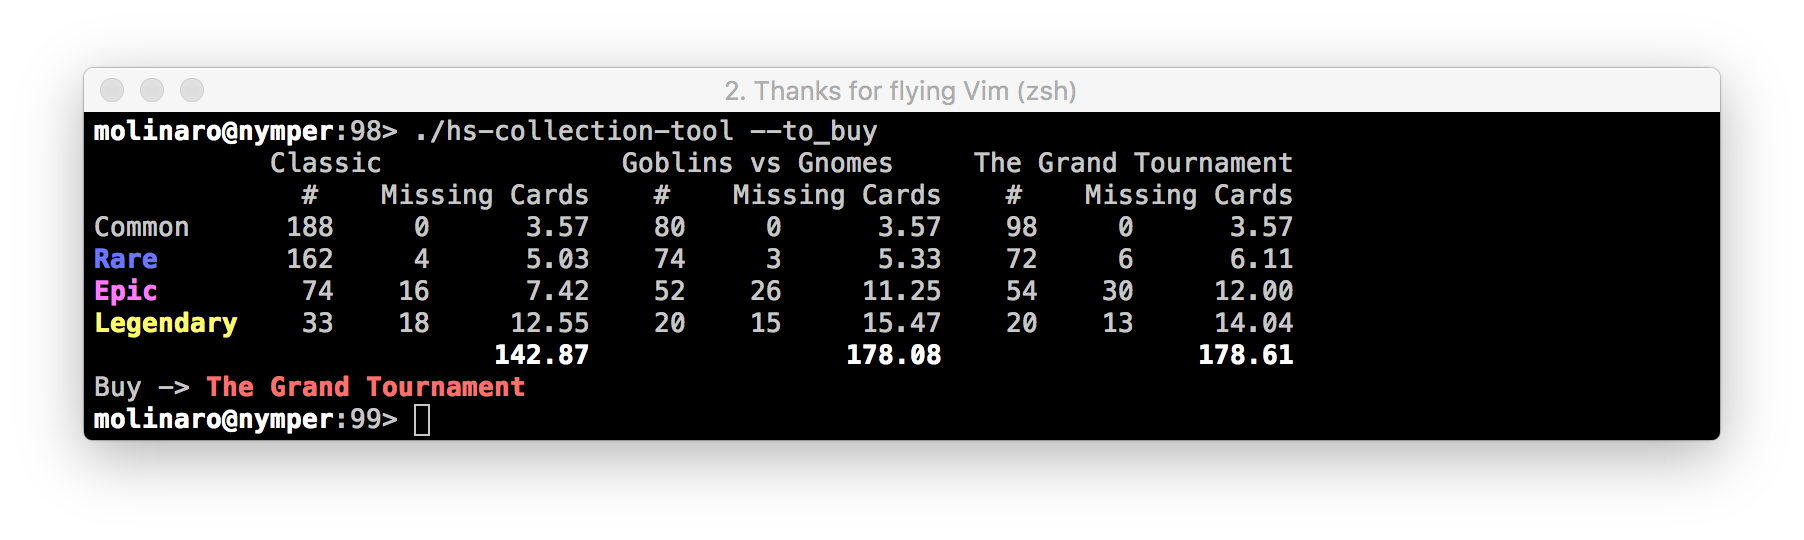 2. Thanks for flying Vim (zsh)
molinaro@nymper:98> ./hs-collection-tool --to_buy
Classic Goblins vs Gnomes The Grand Tournament
# Missing Cards # Missing Cards # Missing Cards
Common 188 0 3.57 80 0 3.57 98 0 3.57
Rare 162 4 5.03 74 3 5.33 72 6 6.11
Epic 74 16 7.42 52 26 11.25 54 30 12.00
Legendary 33 18 12.55 20 15 15.47 20 13 14.04
142.87 178.08 178.61
Buy -> The Grand Tournament
molinaro@nymper:99>